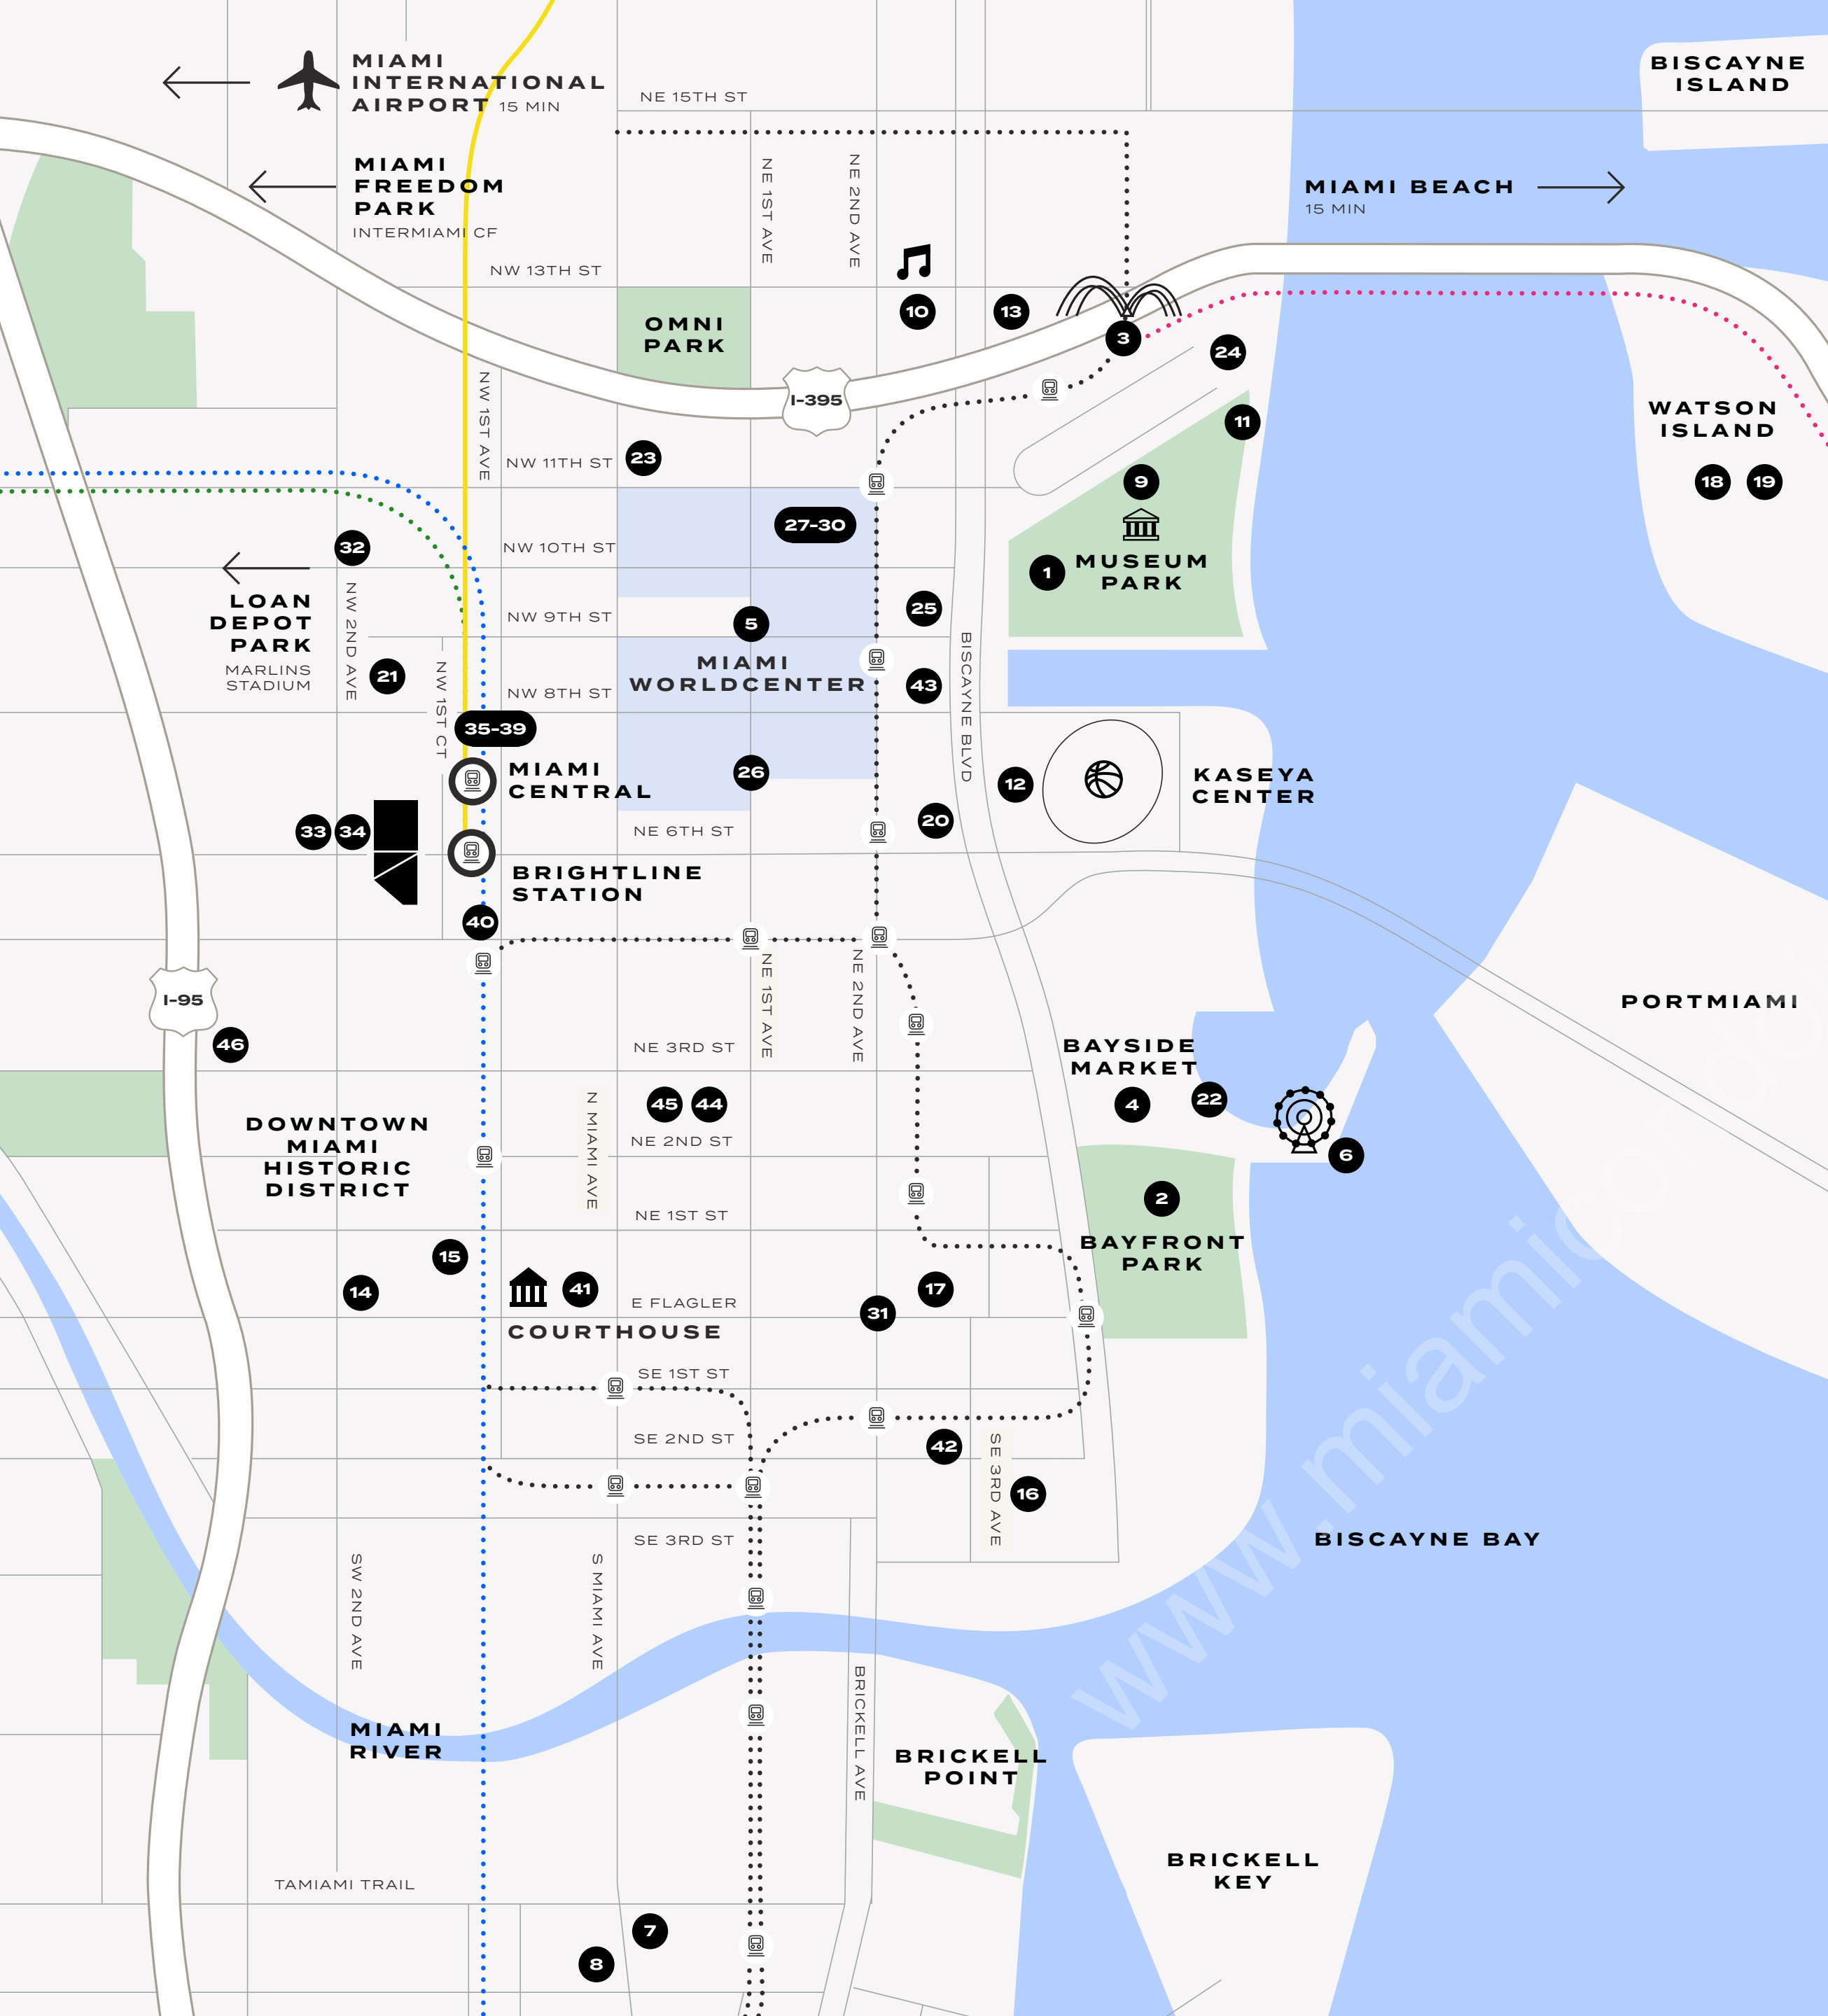 MIAMI
INTERNATIONAL
AIRPORT 15 MIN
NE 15TH ST
BISCAYNE
ISLAND
MIAMI
FREEDOM
PARK
INTERMIAMI CF
NE 1ST AVE
NE 2ND AVE
MIAMI BEACH
15 MIN
NW 13TH ST
10
13
OMNI
PARK
3
24
I-395
NW 1ST AVE
11
WATSON
ISLAND
NW 11TH ST
23
9
18
19
27-30
32
NW 10TH ST
MUSEUM
PARK
1
LOAN
DEPOT
PARK
MARLINS
STADIUM
NW 2ND AVE
NW 9TH ST
5
25
21
NW 1ST CT
MIAMI
WORLDCENTER
NW 8TH ST
43
BISCAYNE BLVD
35-39
MIAMI
CENTRAL
26
12
KASEYA
CENTER
33
34
NE 6TH ST
20
BRIGHTLINE
STATION
40
I-95
NE 1ST AVE
NE 2ND AVE
PORTMIAMI
46
NE 3RD ST
BAYSIDE
MARKET
45
44
4
22
N MIAMI AVE
DOWNTOWN
MIAMI
HISTORIC
DISTRICT
NE 2ND ST
6
2
NE 1ST ST
BAYFRONT
PARK
15
14
41
E FLAGLER
17
31
COURTHOUSE
SE 1ST ST
SE 2ND ST
42
SE 3RD AVE
16
SE 3RD ST
BISCAYNE BAY
SW 2ND AVE
S MIAMI AVE
BRICKELL AVE
MIAMI
RIVER
BRICKELL
POINT
BRICKELL
KEY
TAMIAMI TRAIL
7
8